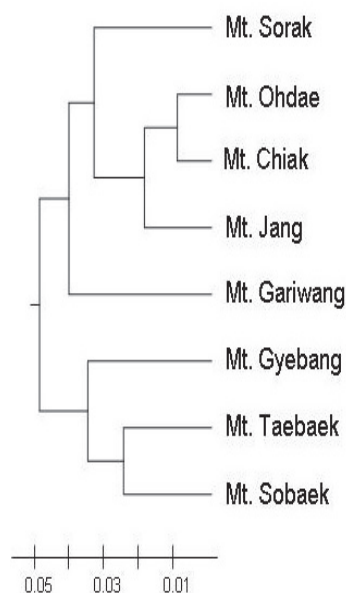 Mt. Sorak
Mt. Ohdae
Mt. Chiak
Mt. Jang
Mt. Gariwang
Mt. Gyebang
Mt. Taebaek
Mt. Sobaek
0.05 0.03 0.01